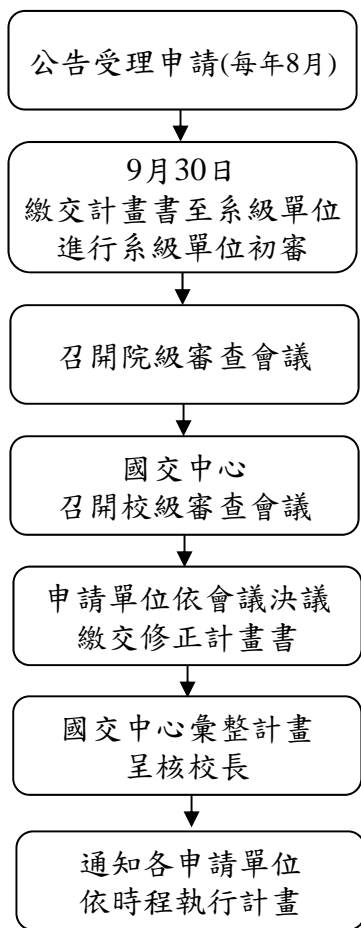 公告受理申請(每年8月)
9月30日
繳交計畫書至系級單位
進行系級單位初審
召開院級審查會議
國交中心
召開校級審查會議
申請單位依會議決議
繳交修正計畫書
國交中心彙整計畫
呈核校長
通知各申請單位
依時程執行計畫